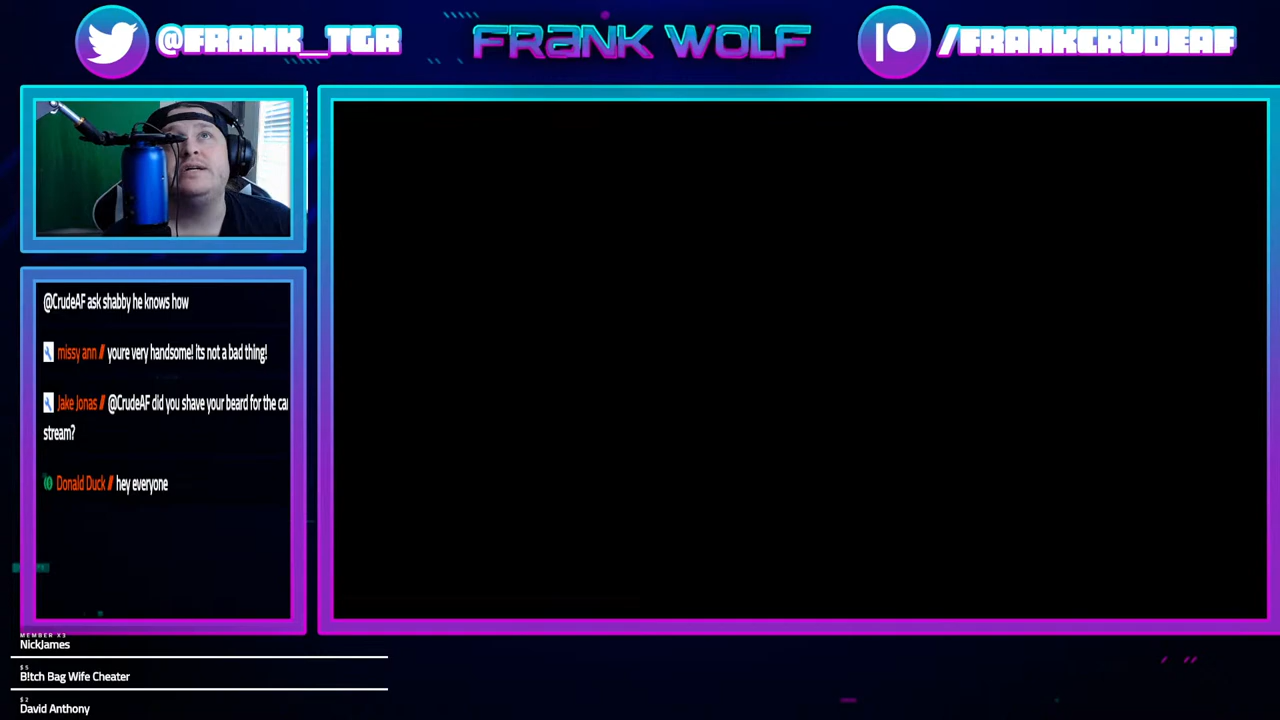 @FRANK_TGR
FRANK WOLF
/FRANKCRUDEAF
@CrudeAF ask shabby he knows how
missy ann // youre very handsome! its not a bad thing!
Jake Jonas // @CrudeAF did you shave your beard for the
stream?
Donald Duck // hey everyone
MEMBER X3
NickJames
$5
B!tch Bag Wife Cheater
$2
David Anthony